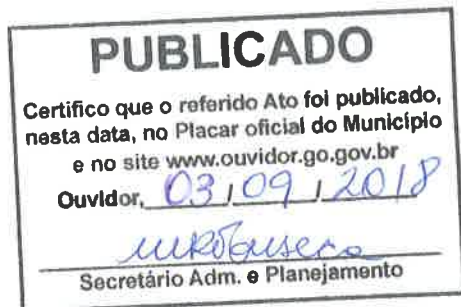 PUBLICADO
Certifico que o referido Ato foi publicado,
nesta data, no Placar oficial do Município
e no site www.ouvidor.go.gov.br
Ouvidor, 03/09/2018
Secretário Adm. e Planejamento